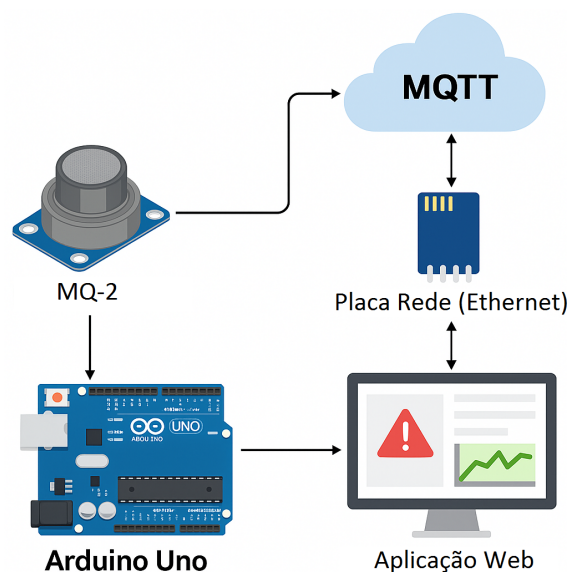 MQTT
MQ-2
Placa Rede (Ethernet)
UNO
ABOU INO
Arduino Uno
Aplicação Web